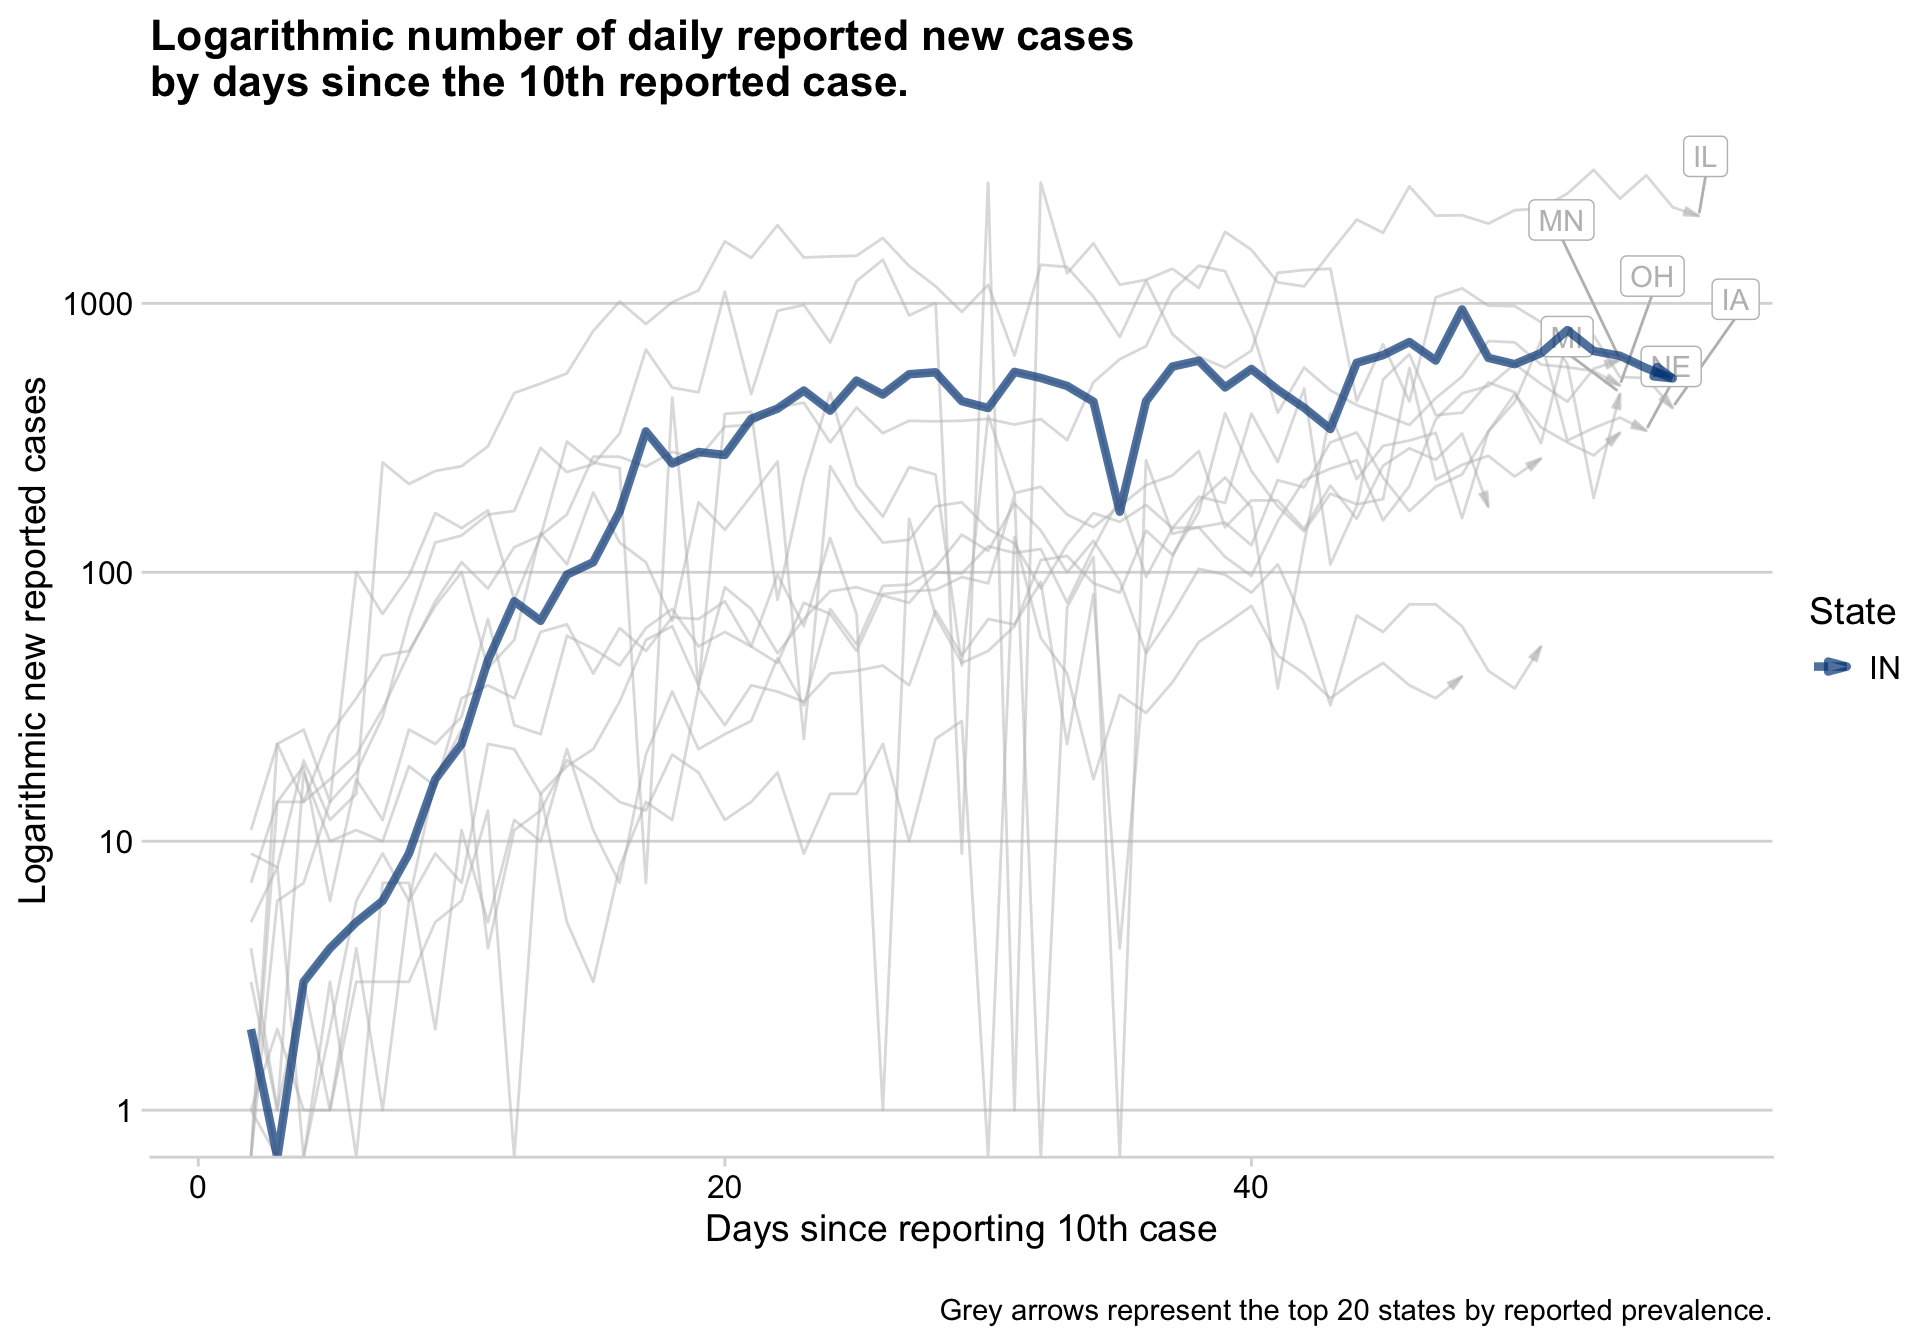 Logarithmic number of daily reported new cases
by days since the 10th reported case.
Logarithmic new reported cases
1000
100
10
1
IL
MN
OH
IA
MI
NE
State
IN
0
20
40
Days since reporting 10th case
Grey arrows represent the top 20 states by reported prevalence.